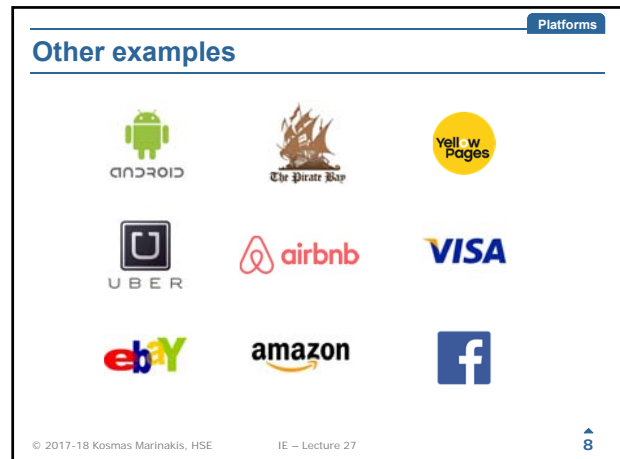 Platforms
Other examples
ANDROID
The Pirate Bay
Yellow
Pages
U
UBER
airbnb
VISA
ebaY
amazon
f
© 2017-18 Kosmas Marinakis, HSE
IE – Lecture 27
8